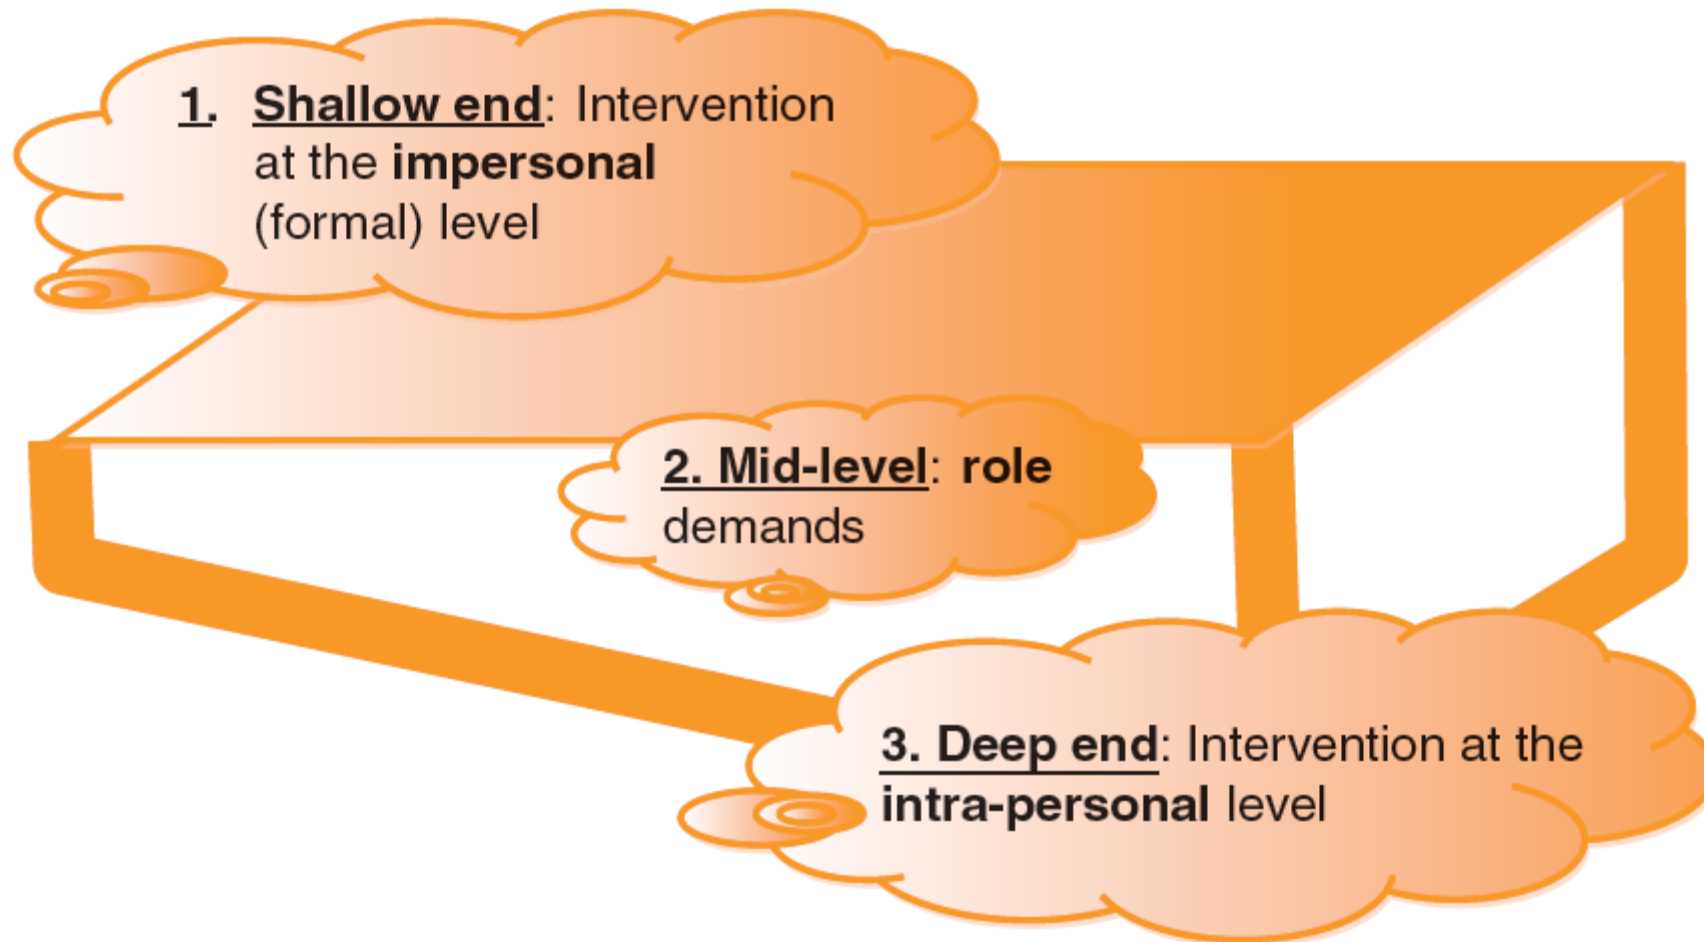 1. Shallow end: Intervention
at the impersonal
(formal) level
2. Mid-level: role
demands
3. Deep end: Intervention at the
intra-personal level